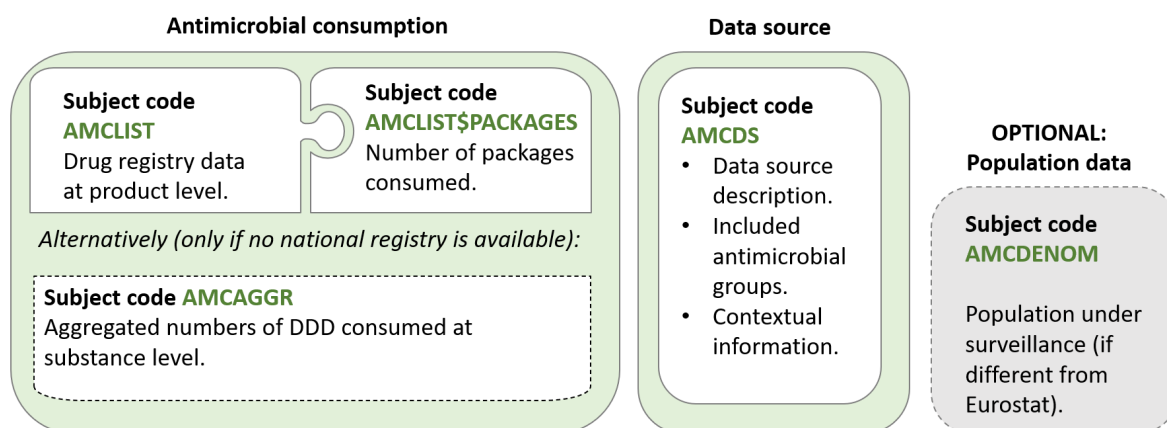 Antimicrobial consumption
Subject code
AMCLIST
Drug registry data
at product level.
Subject code
AMCLIST$PACKAGES
Number of packages
consumed.
Alternatively (only if no national registry is available):
Subject code AMCAGGR
Aggregated numbers of DDD consumed at
substance level.
Data source
Subject code
AMCDS
• Data source
description.
• Included
antimicrobial
groups.
• Contextual
information.
OPTIONAL:
Population data
Subject code
AMCDENOM
Population under
surveillance (if
different from
Eurostat).